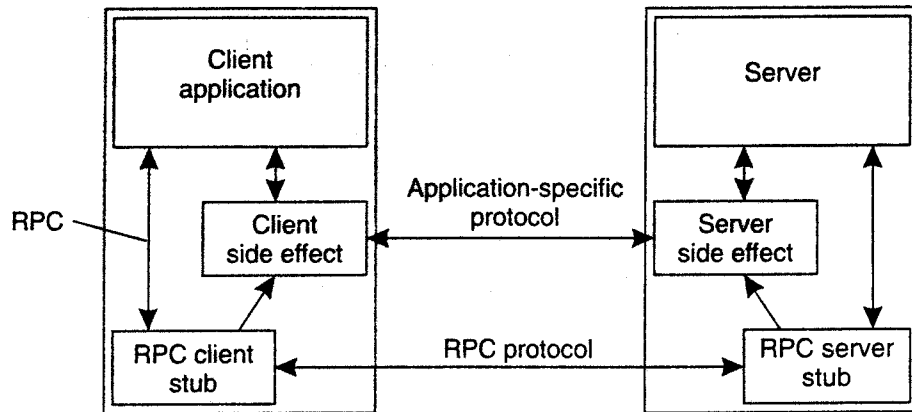 Client
application
Server
Application-specific
protocol
RPC
Client
side effect
Server
side effect
RPC client
stub
RPC protocol
RPC server
stub